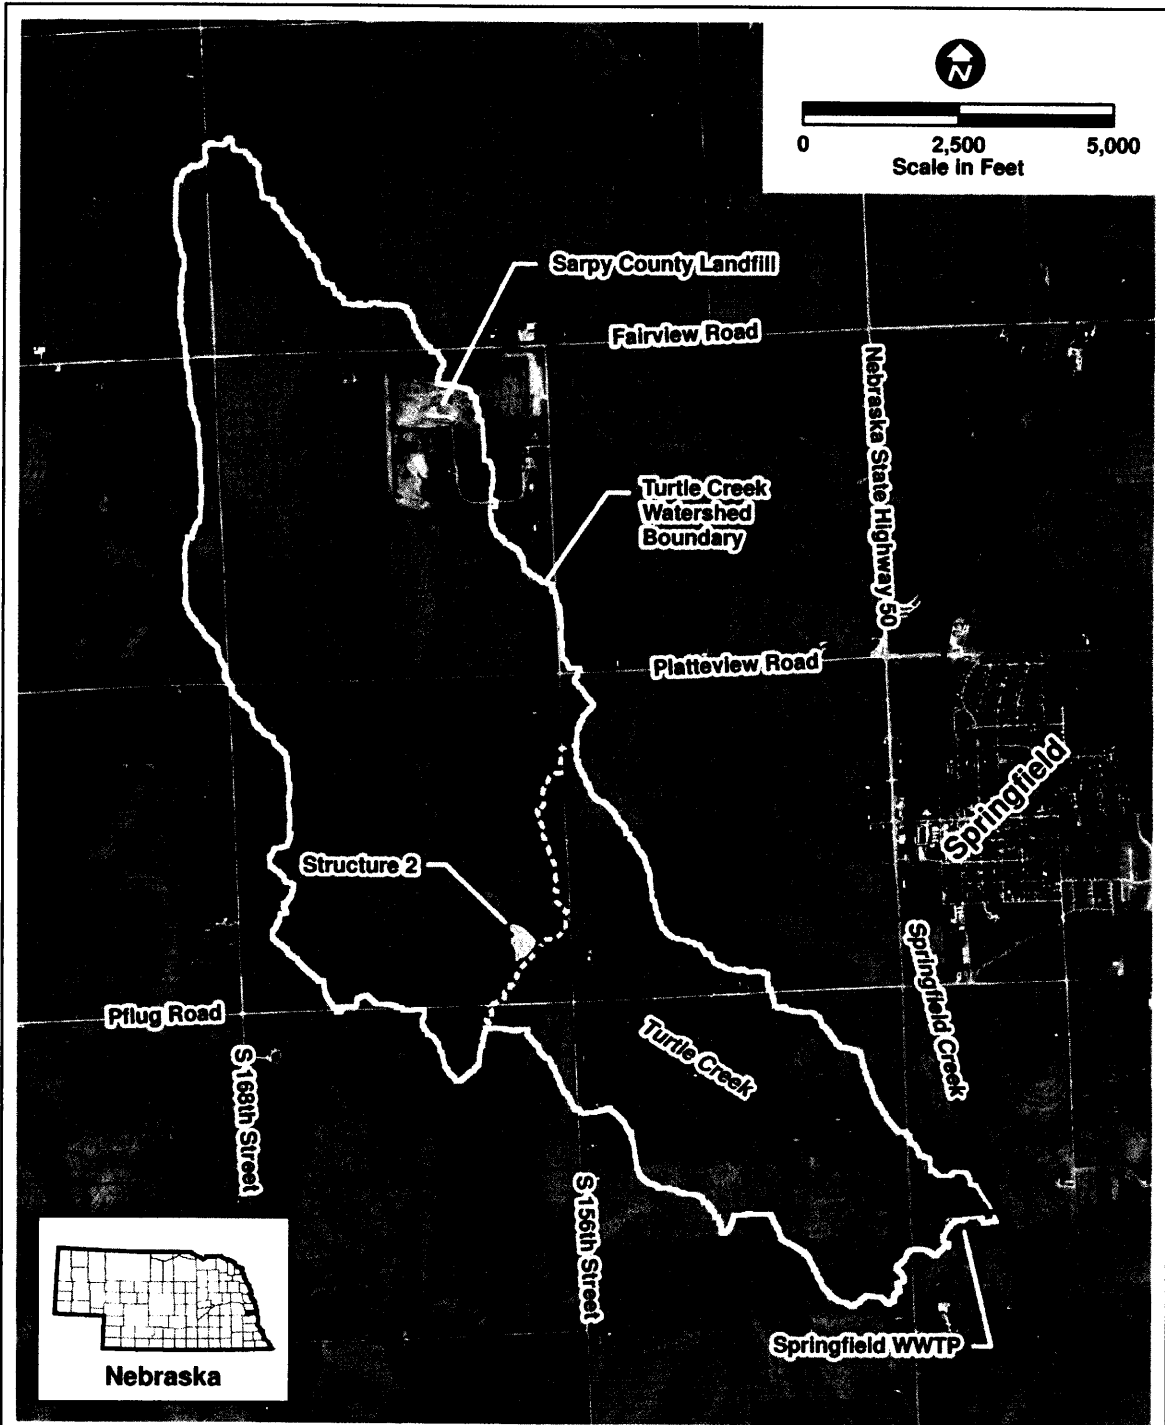 N
0 2,500 5,000
Scale in Feet
Sarpy County Landfill
Fairview Road
Nebraska State Highway 50
Turtle Creek
Watershed
Boundary
Platteview Road
Springfield
Structure 2
Springfield Creek
Pflug Road
Turtle Creek
S 168th Street
S 156th Street
Springfield WWTP
Nebraska